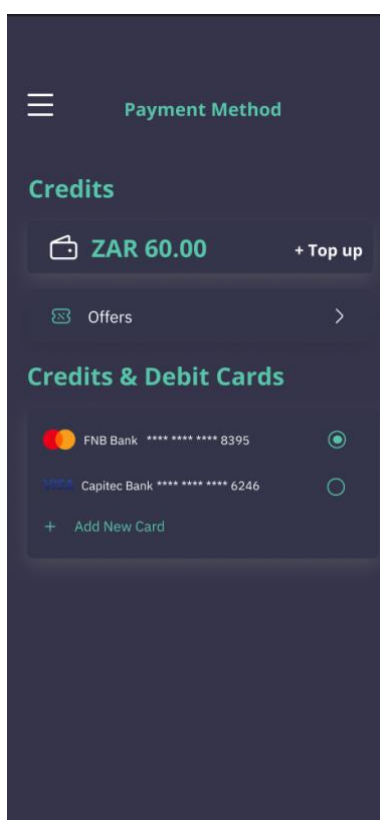 Payment Method
Credits
ZAR 60.00 + Top up
Offers
Credits & Debit Cards
FNB Bank **** **** **** 8395
VISA Capitec Bank **** **** **** 6246
+ Add New Card